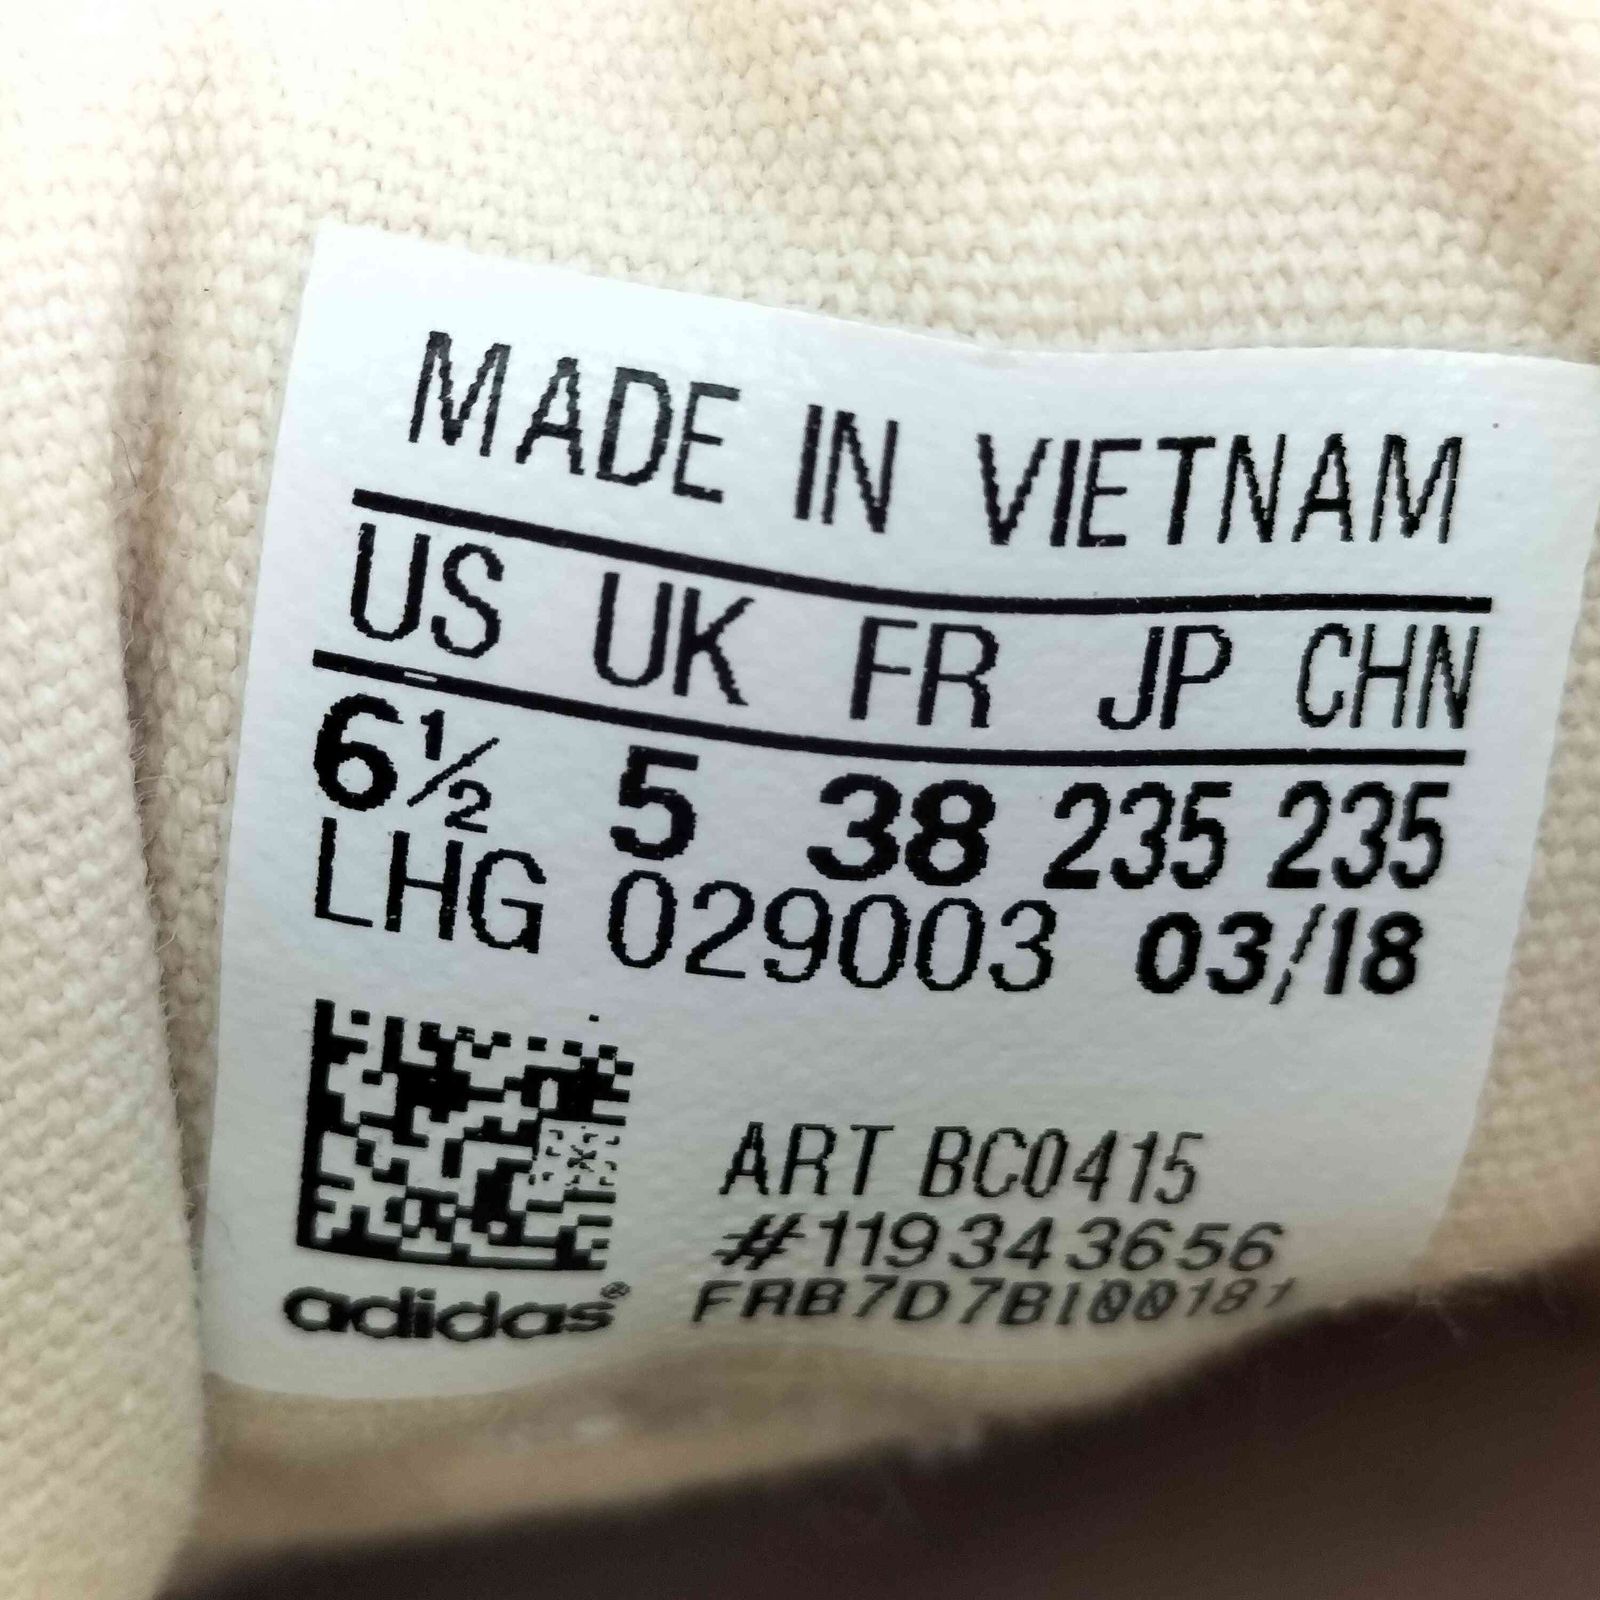 MADE IN VIETNAM
US UK FR JP CHN
6½ 5 38 235 235
LHG 029003 03/18
ART BC0415
#119343656
adidas®